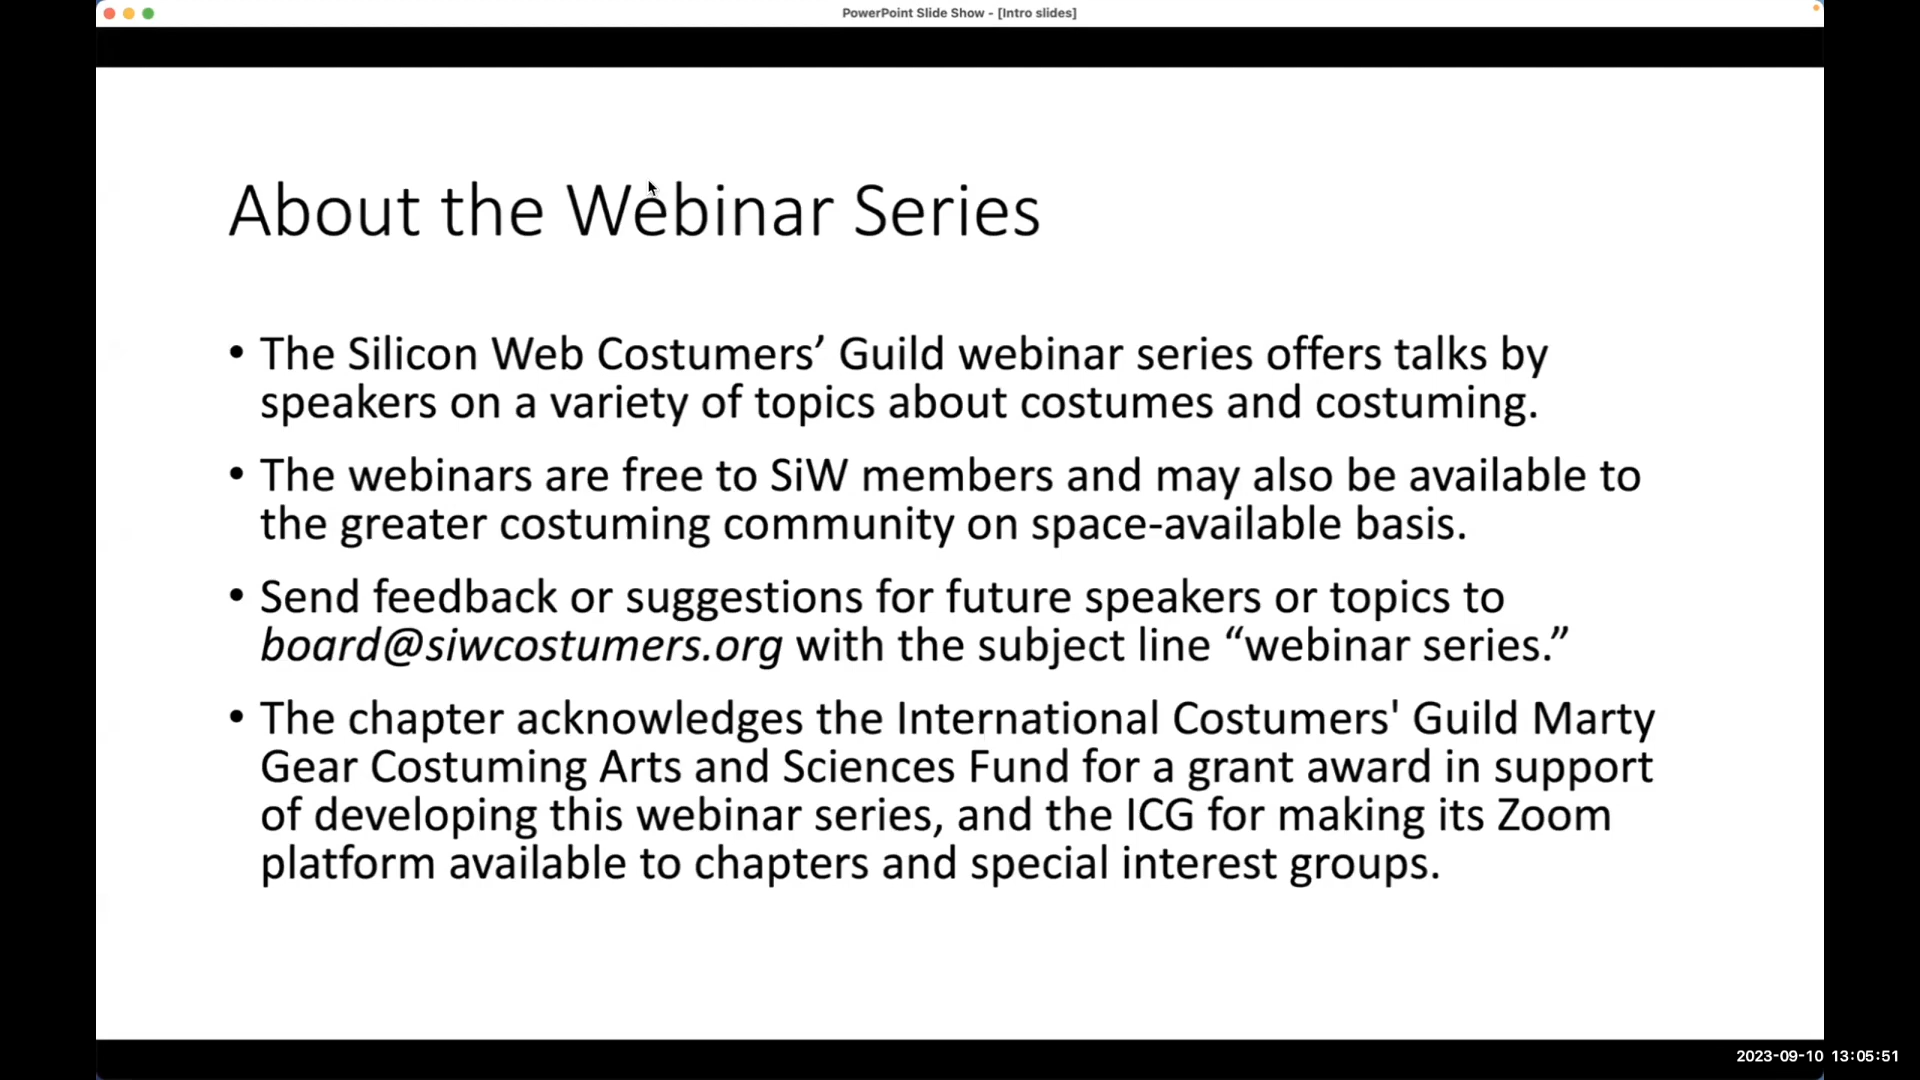 PowerPoint Slide Show - [Intro slides]
About the Webinar Series
• The Silicon Web Costumers’ Guild webinar series offers talks by
speakers on a variety of topics about costumes and costuming.
• The webinars are free to SiW members and may also be available to
the greater costuming community on space-available basis.
• Send feedback or suggestions for future speakers or topics to
board@siwcostumers.org with the subject line “webinar series.”
• The chapter acknowledges the International Costumers' Guild Marty
Gear Costuming Arts and Sciences Fund for a grant award in support
of developing this webinar series, and the ICG for making its Zoom
platform available to chapters and special interest groups.
2023-09-10 13:05:51